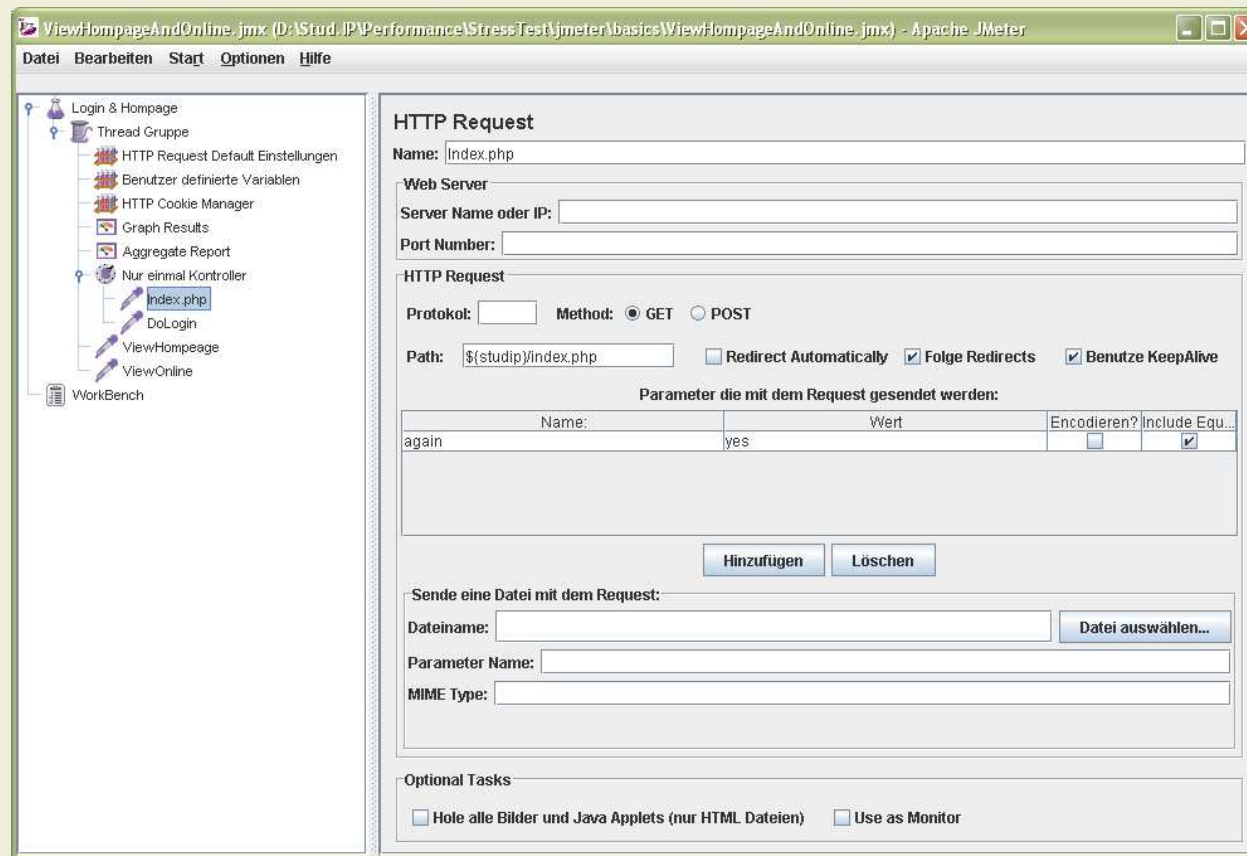 ViewHompageAndOnline.jmx (D:\Stud.IP\Performance\StressTest\jmeter\basics\ViewHompageAndOnline.jmx) - Apache JMeter
Datei Bearbeiten Start Optionen Hilfe
Login & Hompage
Thread Gruppe
HTTP Request Default Einstellungen
Benutzer definierte Variablen
HTTP Cookie Manager
Graph Results
Aggregate Report
Nur einmal Kontroller
Index.php
DoLogin
ViewHompeage
ViewOnline
WorkBench
HTTP Request
Name: Index.php
Web Server
Server Name oder IP:
Port Number:
HTTP Request
Protokol: Method: GET POST
Path: ${studip}/index.php Redirect Automatically Folge Redirects Benutze KeepAlive
Parameter die mit dem Request gesendet werden:
Name: Wert Encodieren? Include Equ...
again yes
Hinzufügen Löschen
Sende eine Datei mit dem Request:
Dateiname: Datei auswählen...
Parameter Name:
MIME Type:
Optional Tasks
Hole alle Bilder und Java Applets (nur HTML Dateien) Use as Monitor